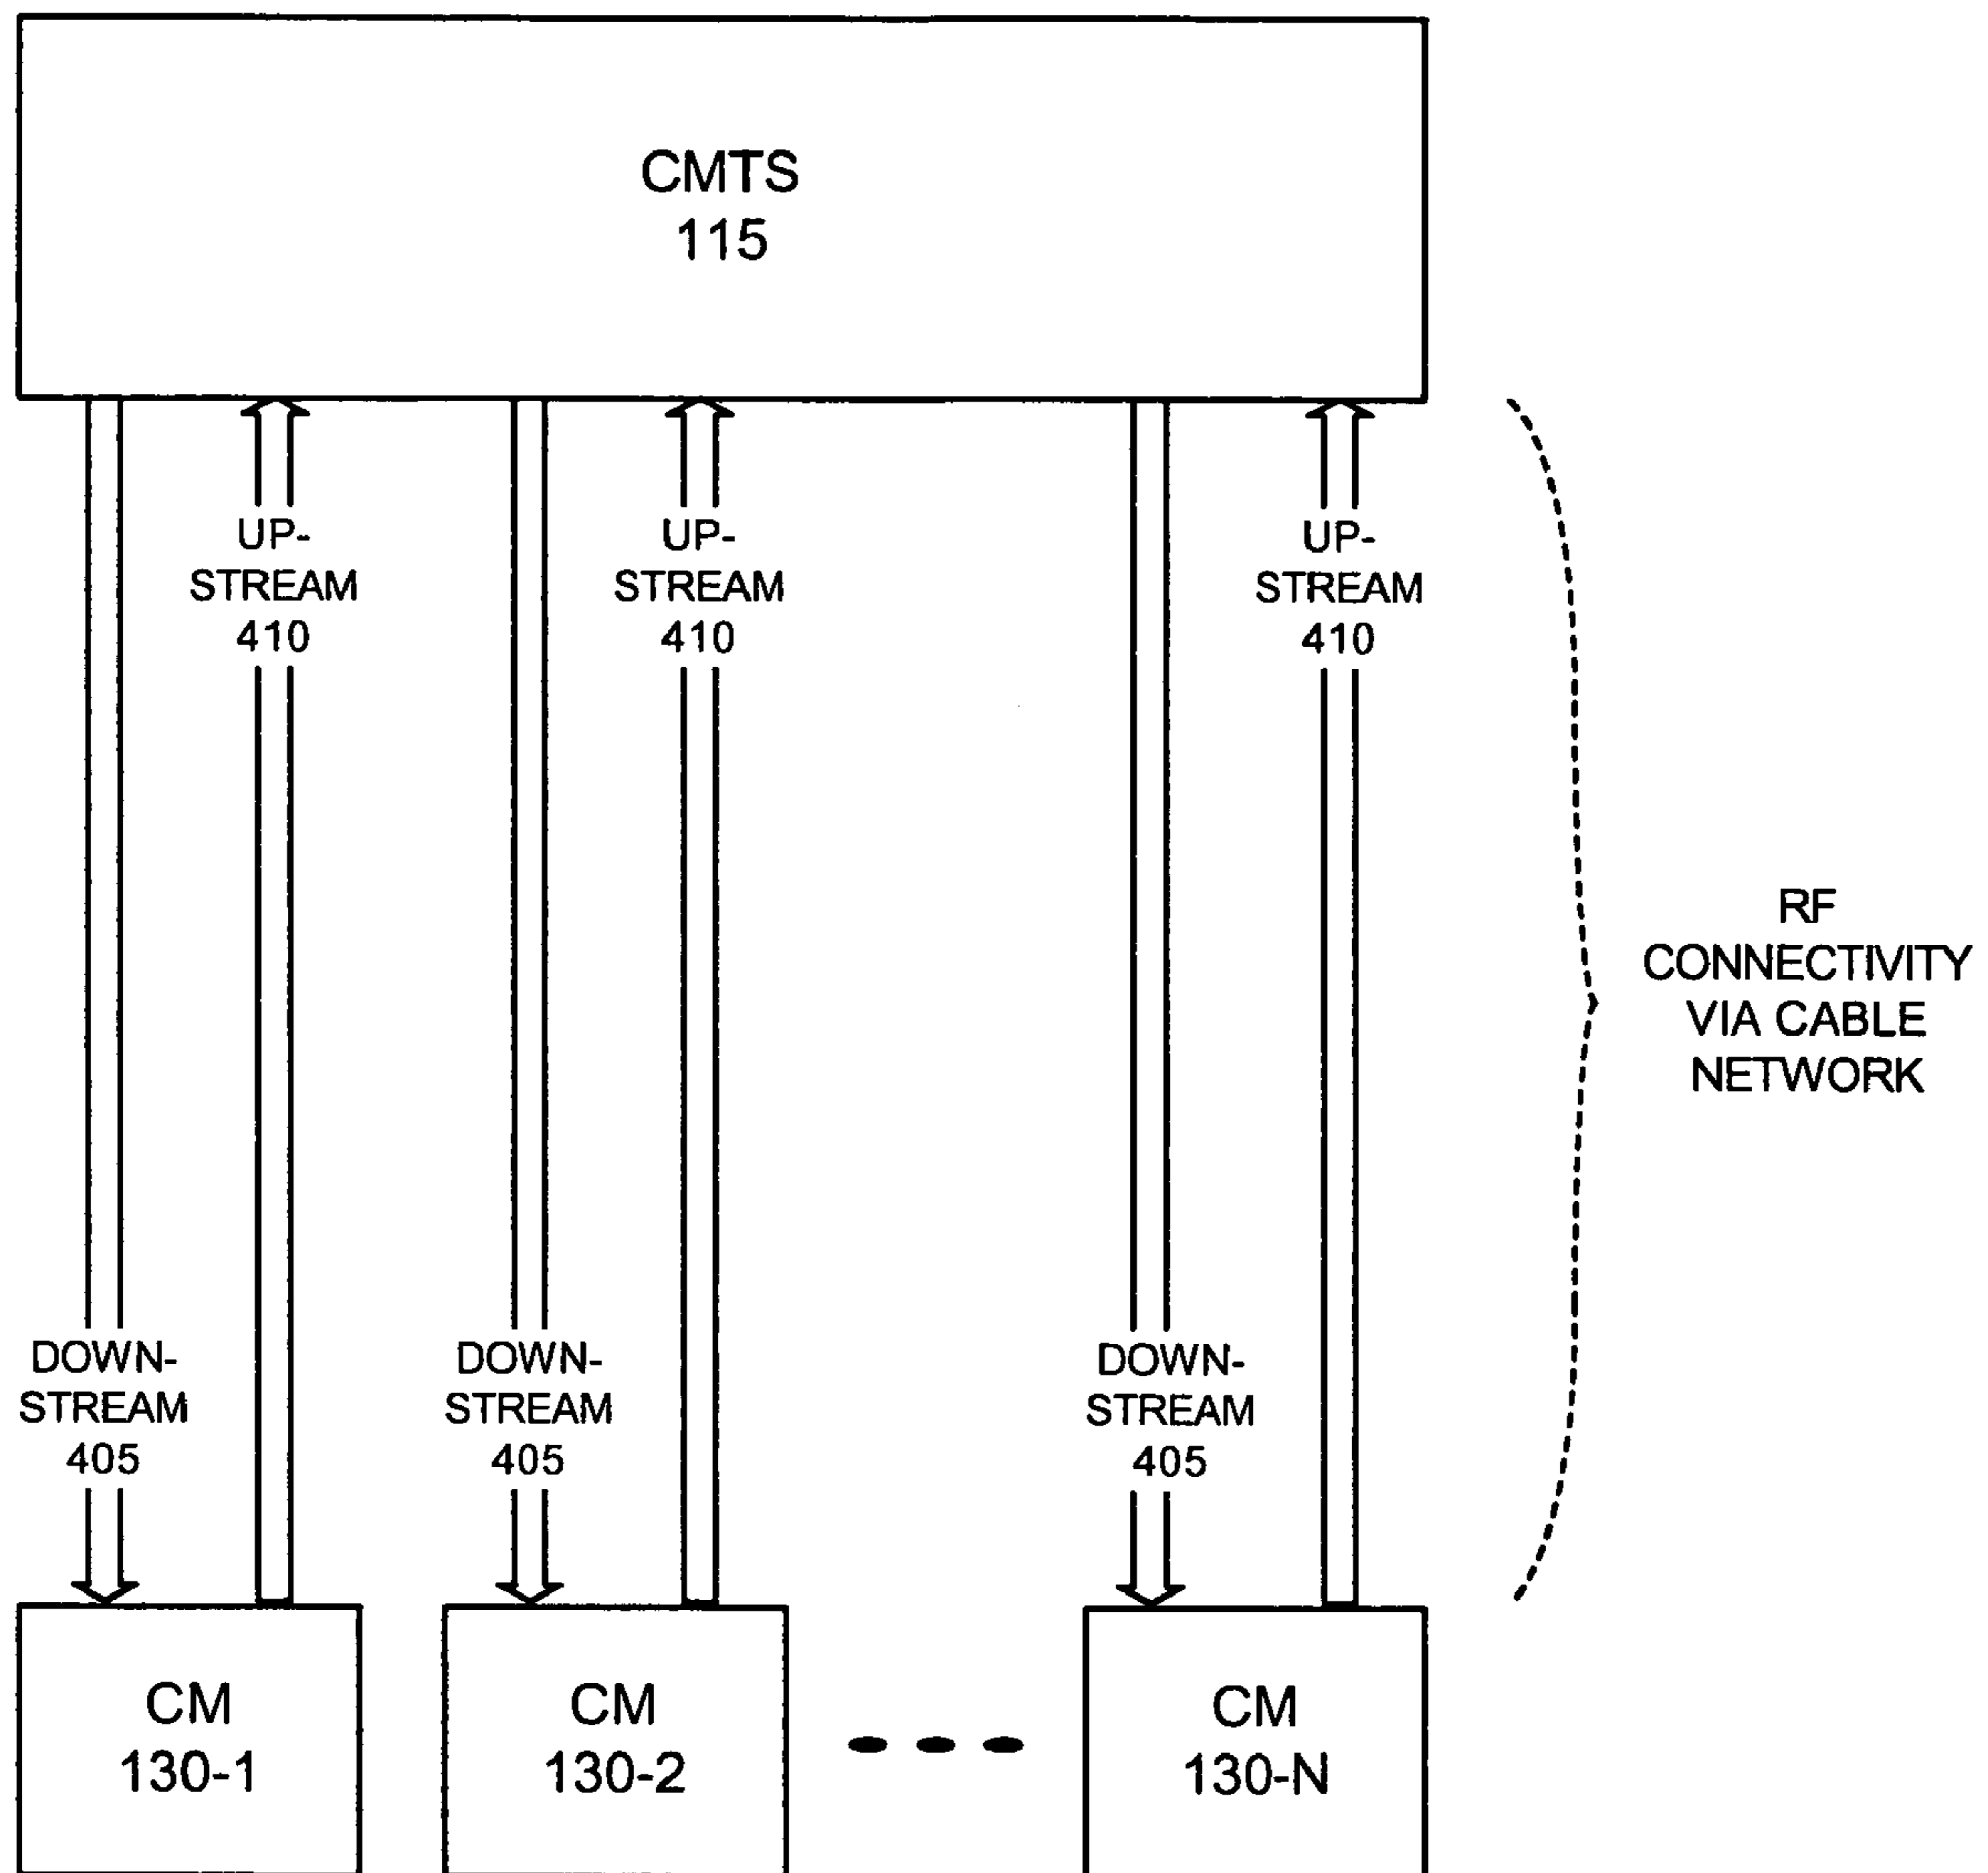 CMTS
115
UP-
STREAM
410
UP-
STREAM
410
UP-
STREAM
410
RF
CONNECTIVITY
VIA CABLE
NETWORK
DOWN-
STREAM
405
DOWN-
STREAM
405
DOWN-
STREAM
405
CM
130-1
CM
130-2
CM
130-N